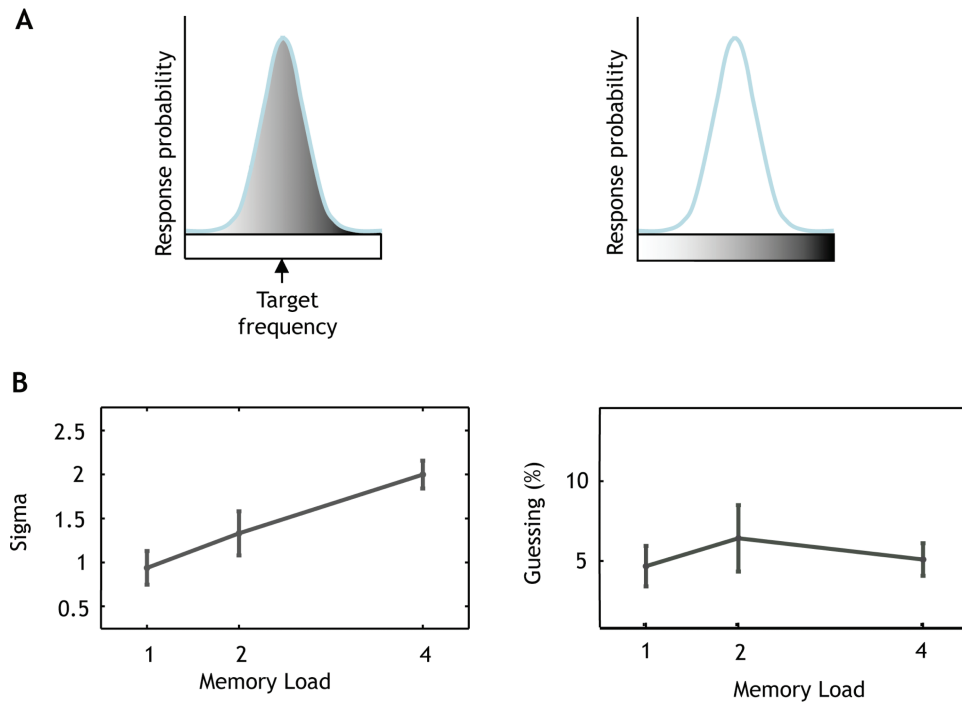 A
Response probability
Target
frequency
Response probability
B
Sigma
2.5
2
1.5
1
0.5
1
2
4
Memory Load
Guessing (%)
10
5
1
2
4
Memory Load